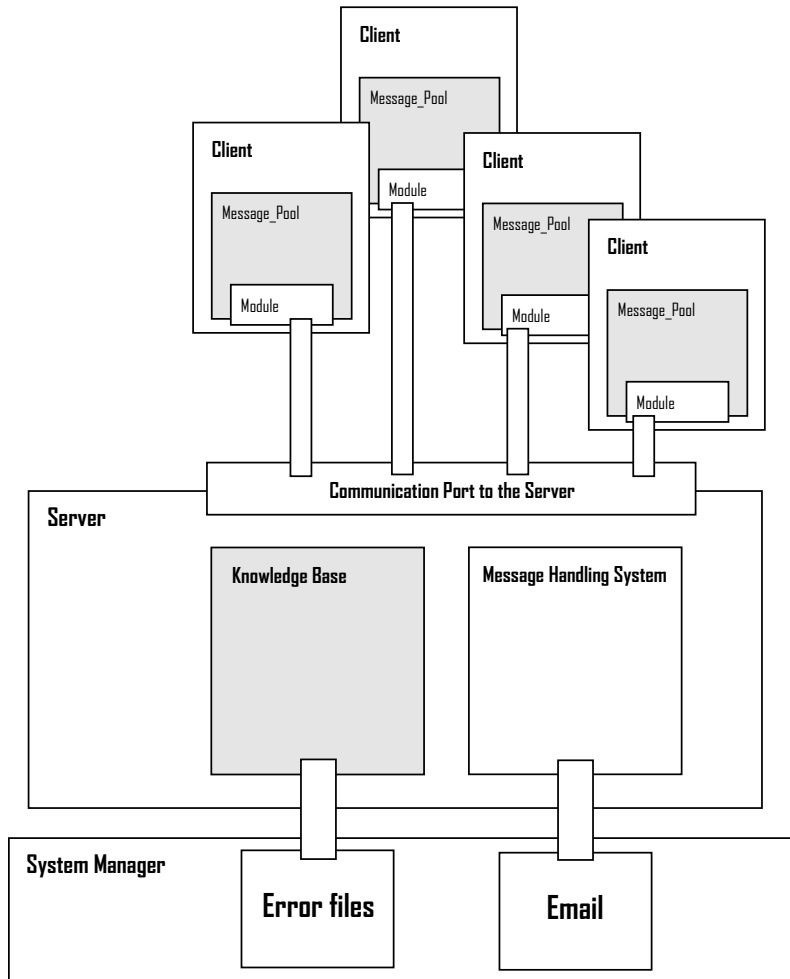 Client
Message_Pool
Module
Client
Message_Pool
Module
Client
Message_Pool
Module
Client
Message_Pool
Module
Communication Port to the Server
Server
Knowledge Base
Message Handling System
System Manager
Error files
Email